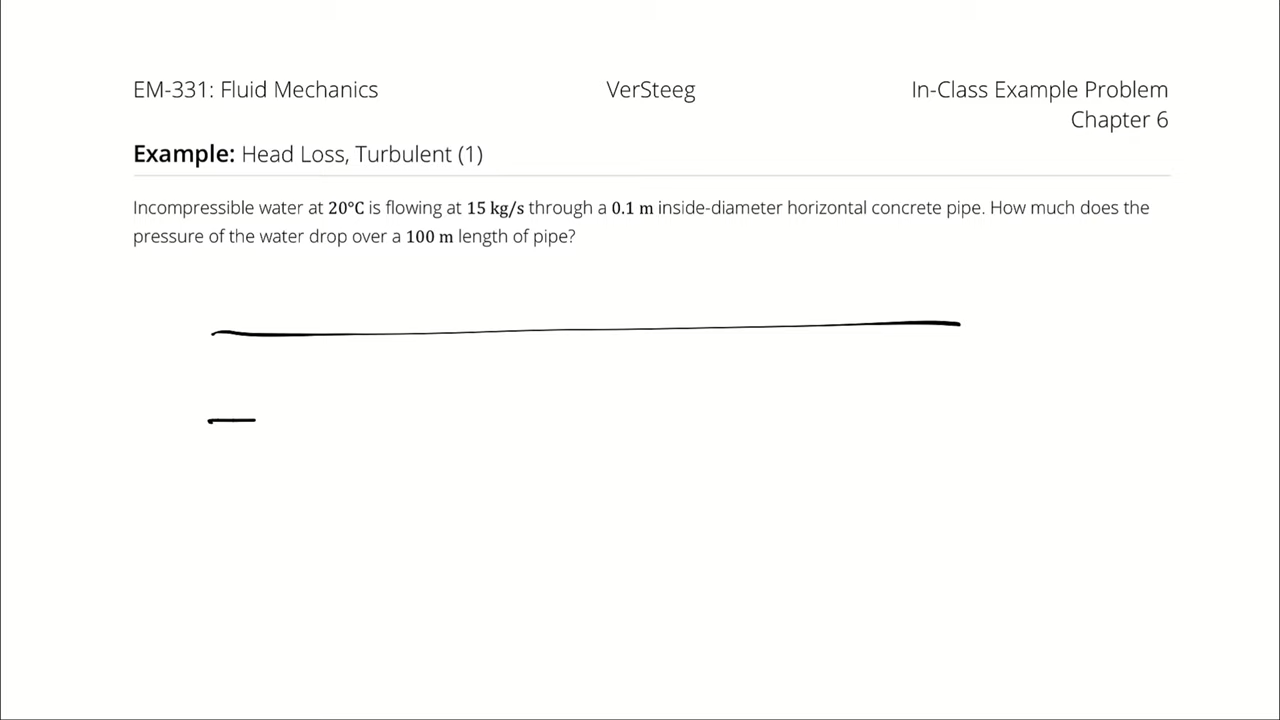 EM-331: Fluid Mechanics VerSteeg In-Class Example Problem
Chapter 6
Example: Head Loss, Turbulent (1)
Incompressible water at 20°C is flowing at 15 kg/s through a 0.1 m inside-diameter horizontal concrete pipe. How much does the
pressure of the water drop over a 100 m length of pipe?